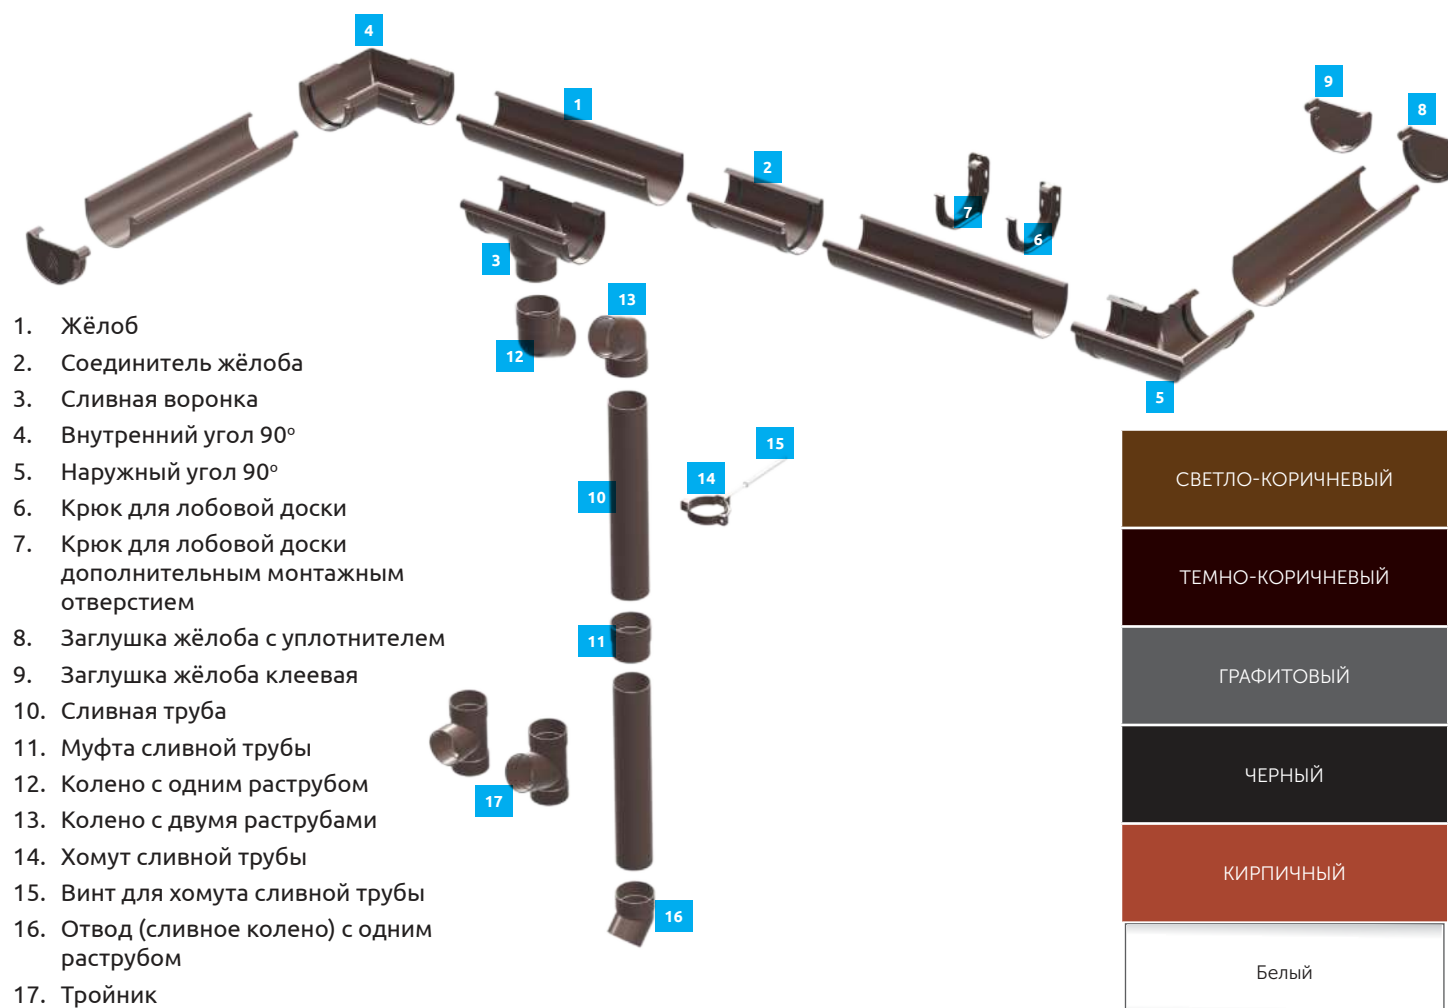 4
9
1
8
2
7
6
3
13
12
5
15
14
10
11
17
16
1. Жёлоб
2. Соединитель жёлоба
3. Сливная воронка
4. Внутренний угол 90°
5. Наружный угол 90°
6. Крюк для лобовой доски
7. Крюк для лобовой доски
дополнительным монтажным
отверстием
8. Заглушка жёлоба с уплотнителем
9. Заглушка жёлоба клеевая
10. Сливная труба
11. Муфта сливной трубы
12. Колено с одним раструбом
13. Колено с двумя раструбами
14. Хомут сливной трубы
15. Винт для хомута сливной трубы
16. Отвод (сливное колено) с одним
раструбом
17. Тройник
СВЕТЛО-КОРИЧНЕВЫЙ
ТЕМНО-КОРИЧНЕВЫЙ
ГРАФИТОВЫЙ
ЧЕРНЫЙ
КИРПИЧНЫЙ
Белый